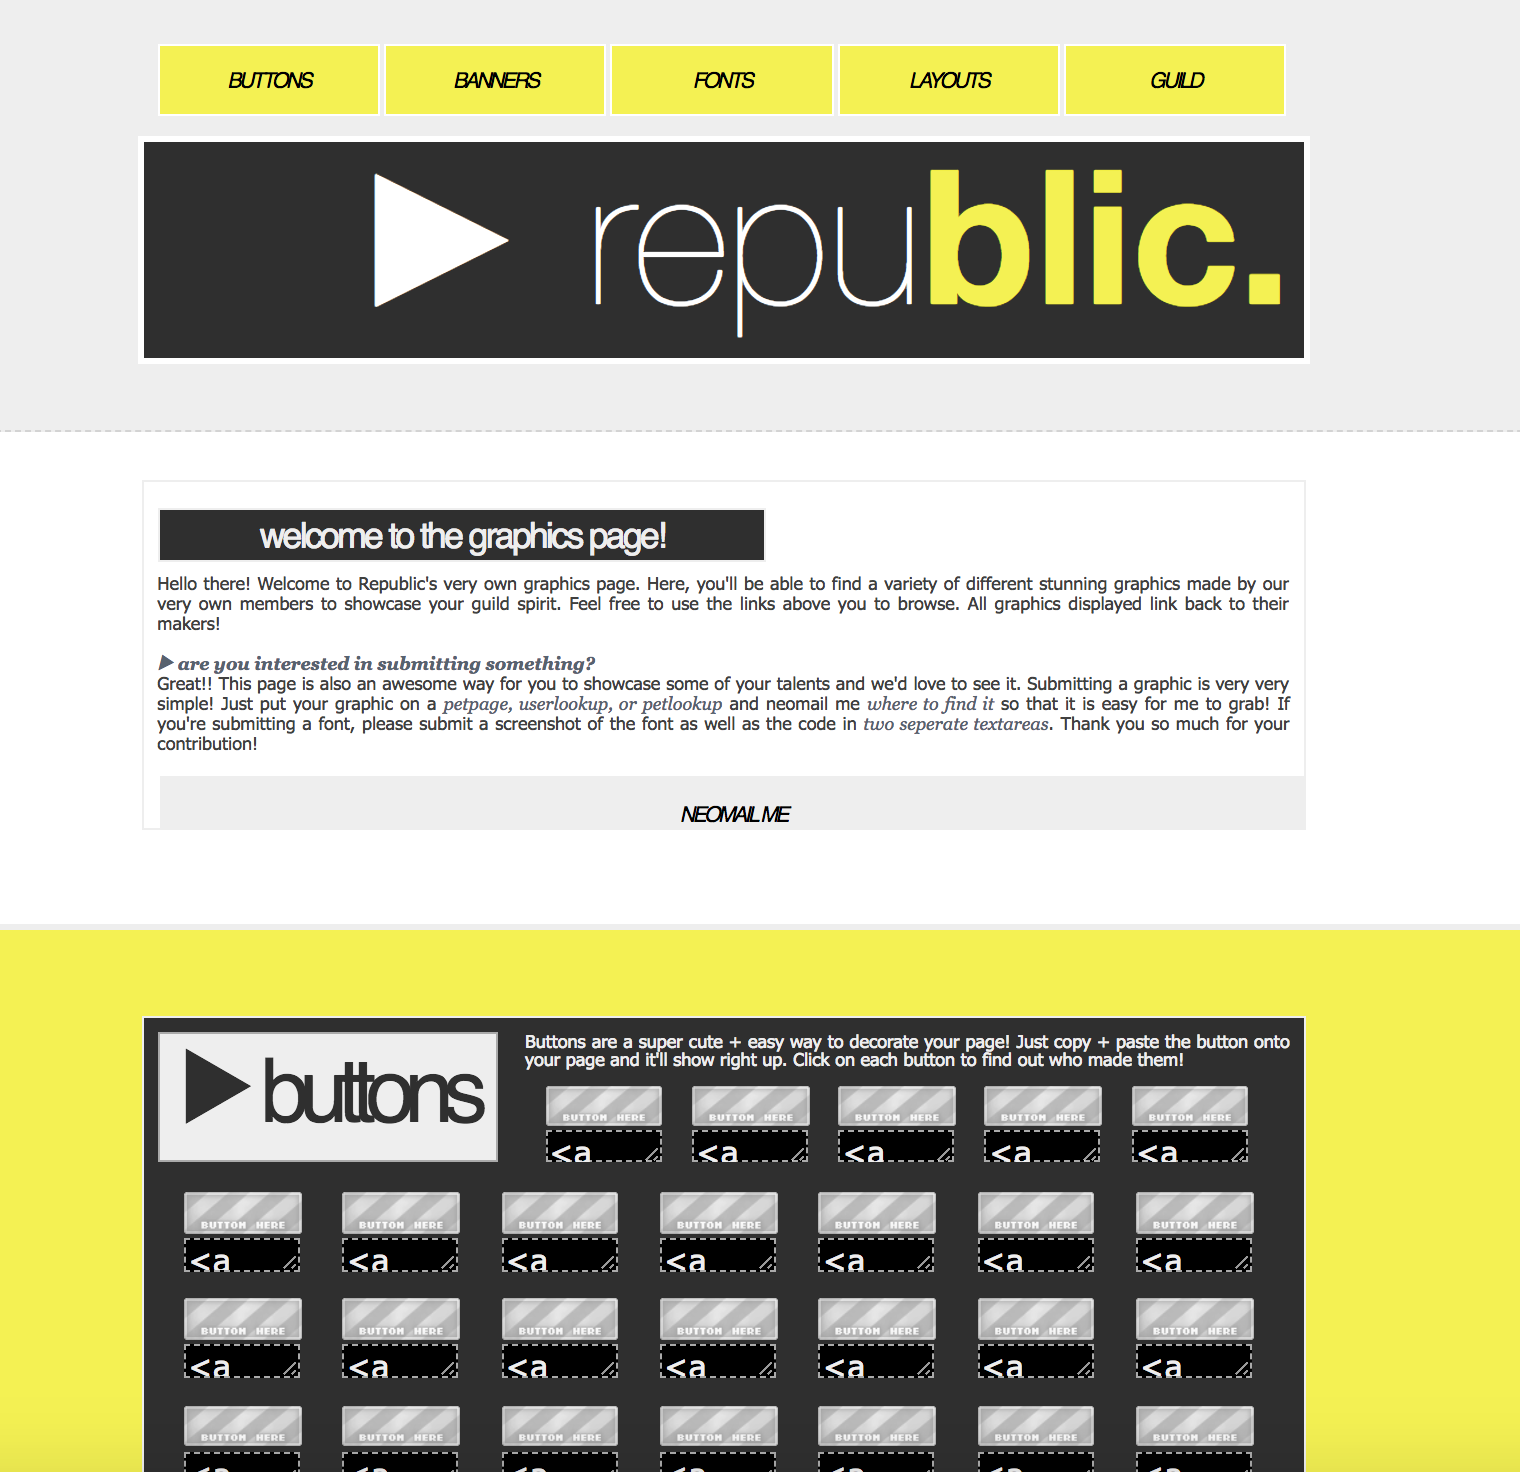 BUTTONS BANNERS FONTS LAYOUTS GUILD
▶ republic.
welcome to the graphics page!
Hello there! Welcome to Republic's very own graphics page. Here, you'll be able to find a variety of different stunning graphics made by our
very own members to showcase your guild spirit. Feel free to use the links above you to browse. All graphics displayed link back to their
makers!
▶ are you interested in submitting something?
Great!! This page is also an awesome way for you to showcase some of your talents and we'd love to see it. Submitting a graphic is very very
simple! Just put your graphic on a petpage, userlookup, or petlookup and neomail me where to find it so that it is easy for me to grab! If
you're submitting a font, please submit a screenshot of the font as well as the code in two seperate textareas. Thank you so much for your
contribution!
NEOMAIL ME
▶ buttons
Buttons are a super cute + easy way to decorate your page! Just copy + paste the button onto
your page and it'll show right up. Click on each button to find out who made them!
BUTTON HERE BUTTON HERE BUTTON HERE BUTTON HERE BUTTON HERE
<a <a <a <a <a
BUTTON HERE BUTTON HERE BUTTON HERE BUTTON HERE BUTTON HERE BUTTON HERE BUTTON HERE
<a <a <a <a <a <a <a
BUTTON HERE BUTTON HERE BUTTON HERE BUTTON HERE BUTTON HERE BUTTON HERE BUTTON HERE
<a <a <a <a <a <a <a
BUTTON HERE BUTTON HERE BUTTON HERE BUTTON HERE BUTTON HERE BUTTON HERE BUTTON HERE
<a <a <a <a <a <a <a